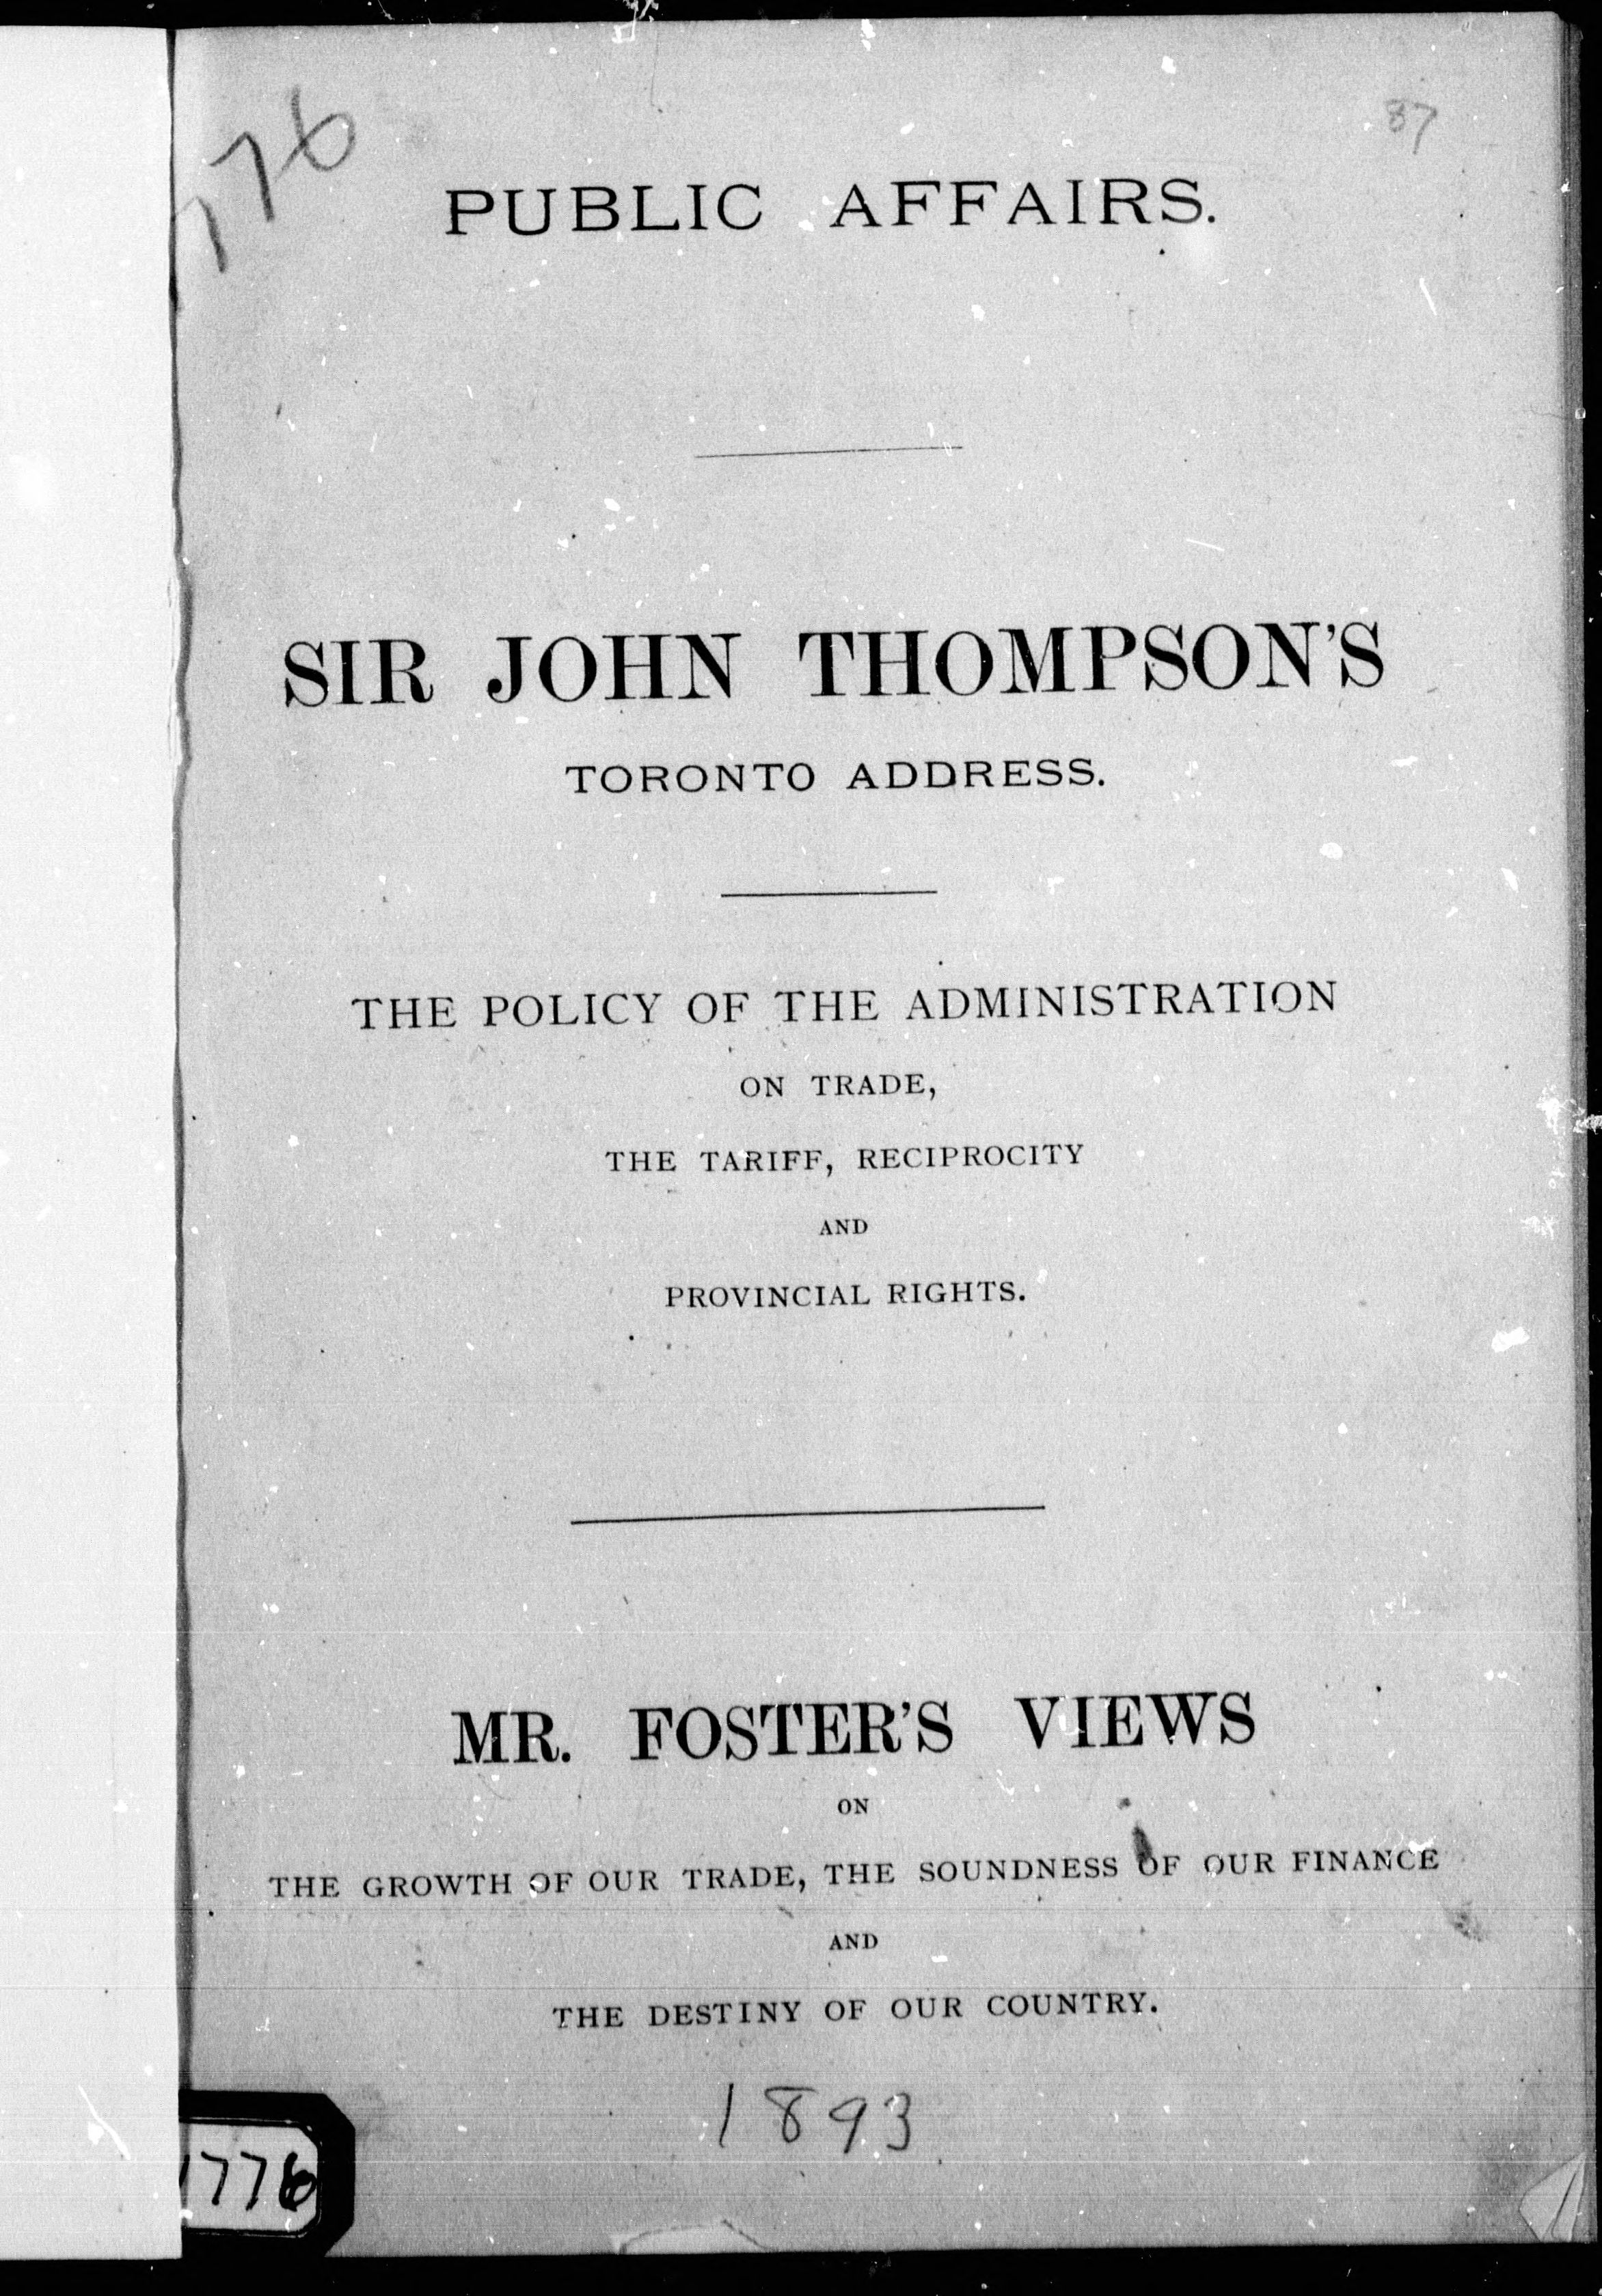 776
87
PUBLIC AFFAIRS.
SIR JOHN THOMPSON'S
TORONTO ADDRESS.
THE POLICY OF THE ADMINISTRATION
ON TRADE,
THE TARIFF, RECIPROCITY
AND
PROVINCIAL RIGHTS.
MR. FOSTER'S VIEWS
ON
THE GROWTH OF OUR TRADE, THE SOUNDNESS OF OUR FINANCE
AND
THE DESTINY OF OUR COUNTRY.
1893
1776